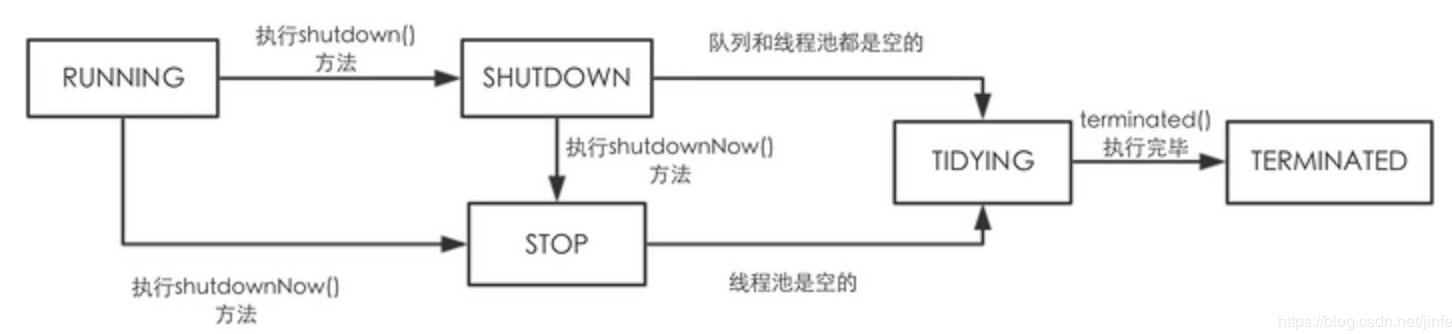 执行shutdown()
方法
队列和线程池都是空的
RUNNING
SHUTDOWN
terminated()
执行完毕
执行shutdownNow()
方法
TIDYING
TERMINATED
STOP
执行shutdownNow()
方法
线程池是空的
https://blog.csdn.net/jinfe